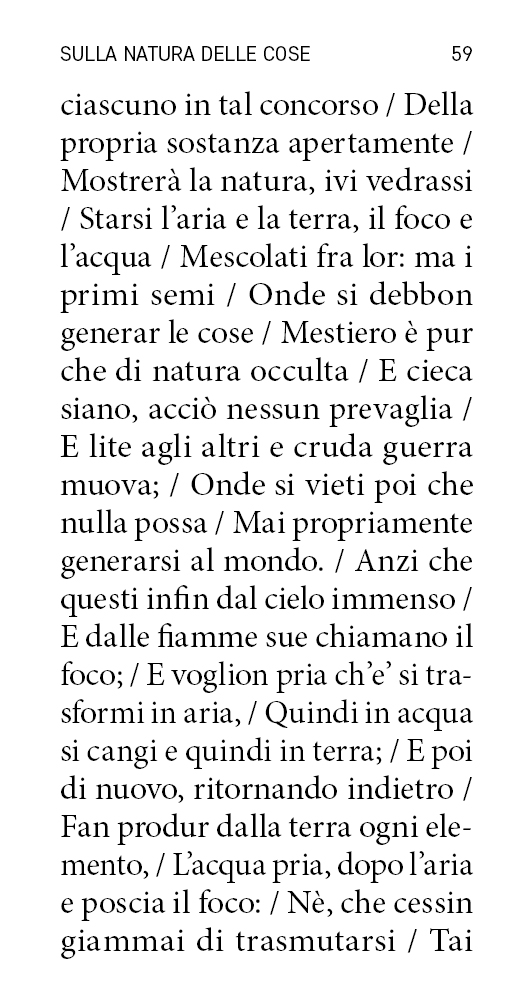 SULLA NATURA DELLE COSE 59
ciascuno in tal concorso / Della
propria sostanza apertamente /
Mostrerà la natura, ivi vedrassi
/ Starsi l’aria e la terra, il foco e
l’acqua / Mescolati fra lor: ma i
primi semi / Onde si debbon
generar le cose / Mestiero è pur
che di natura occulta / E cieca
siano, acciò nessun prevaglia /
E lite agli altri e cruda guerra
muova; / Onde si vieti poi che
nulla possa / Mai propriamente
generarsi al mondo. / Anzi che
questi infin dal cielo immenso /
E dalle fiamme sue chiamano il
foco; / E voglion pria ch’e’ si tra-
sformi in aria, / Quindi in acqua
si cangi e quindi in terra; / E poi
di nuovo, ritornando indietro /
Fan produr dalla terra ogni ele-
mento, / L’acqua pria, dopo l’aria
e poscia il foco: / Nè, che cessin
giammai di trasmutarsi / Tai